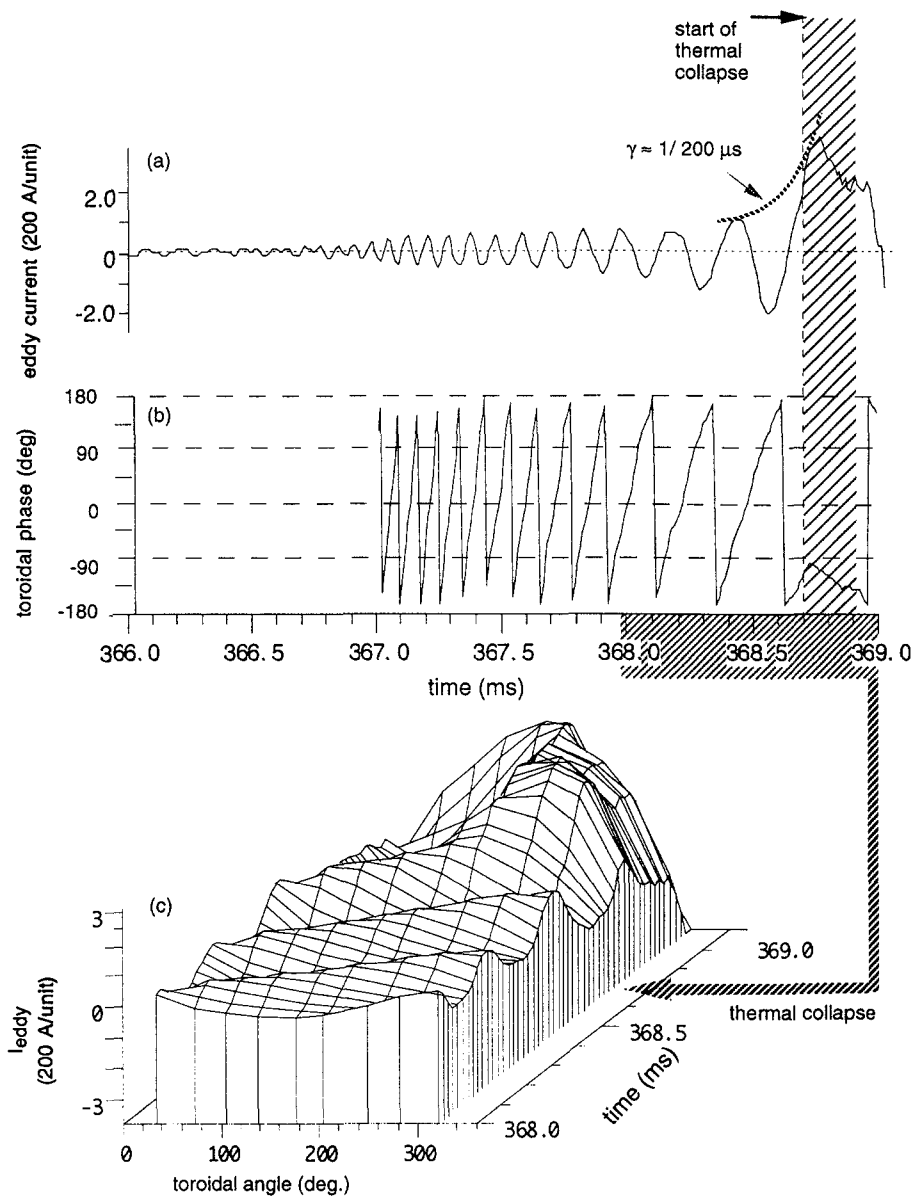 start of
thermal
collapse
(a)
γ ≈ 1/ 200 μs
eddy current (200 A/unit)
2.0
0
-2.0
(b)
toroidal phase (deg)
180
90
0
-90
-180
366.0 366.5 367.0 367.5 368.0 368.5 369.0
time (ms)
(c)
I eddy
(200 A/unit)
3
0
-3
369.0
thermal collapse
368.5
time (ms)
368.0
0 100 200 300
toroidal angle (deg.)